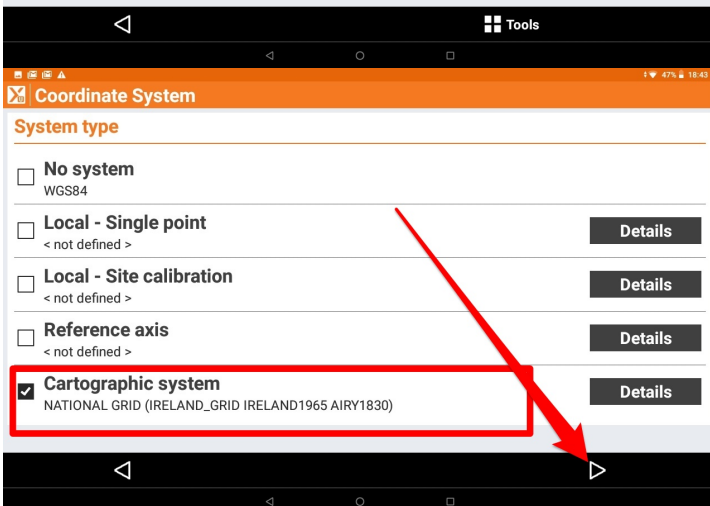 Tools
47% 18:43
Coordinate System
System type
No system
WGS84
Local - Single point
< not defined >
Details
Local - Site calibration
< not defined >
Details
Reference axis
< not defined >
Details
Cartographic system
NATIONAL GRID (IRELAND_GRID IRELAND1965 AIRY1830)
Details